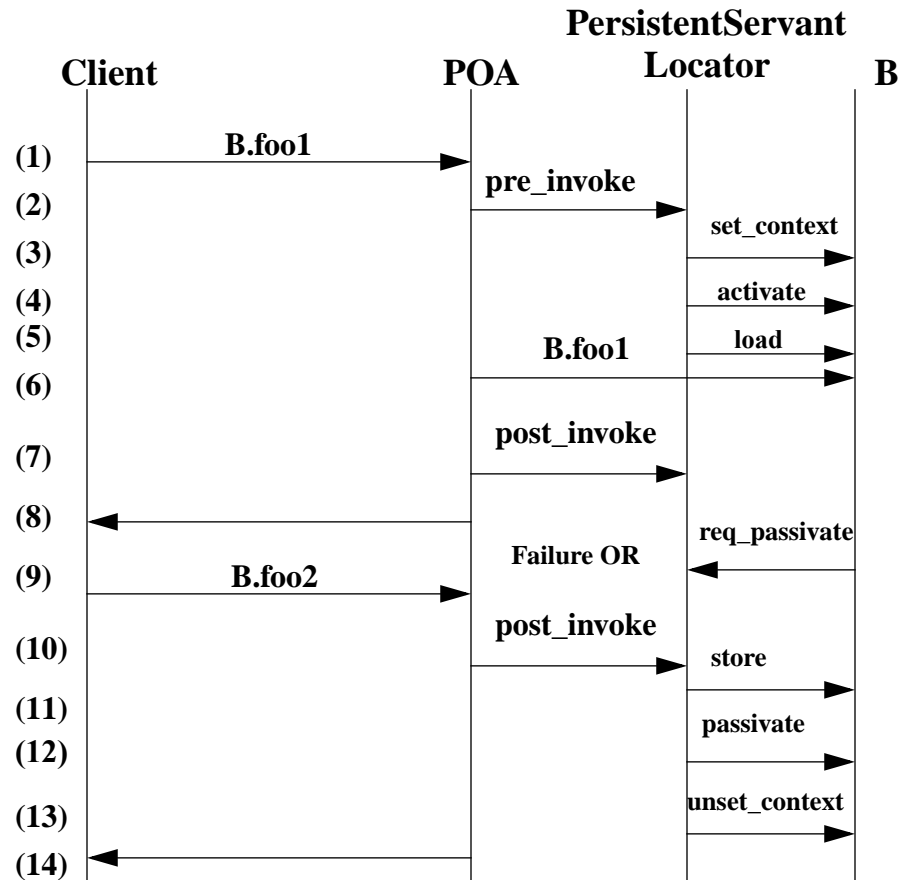 PersistentServant
Client
POA
Locator
B
(1)
B.foo1
(2)
pre_invoke
(3)
set_context
(4)
activate
(5)
load
B.foo1
(6)
(7)
post_invoke
(8)
req_passivate
Failure OR
(9)
B.foo2
post_invoke
(10)
store
(11)
passivate
(12)
unset_context
(13)
(14)